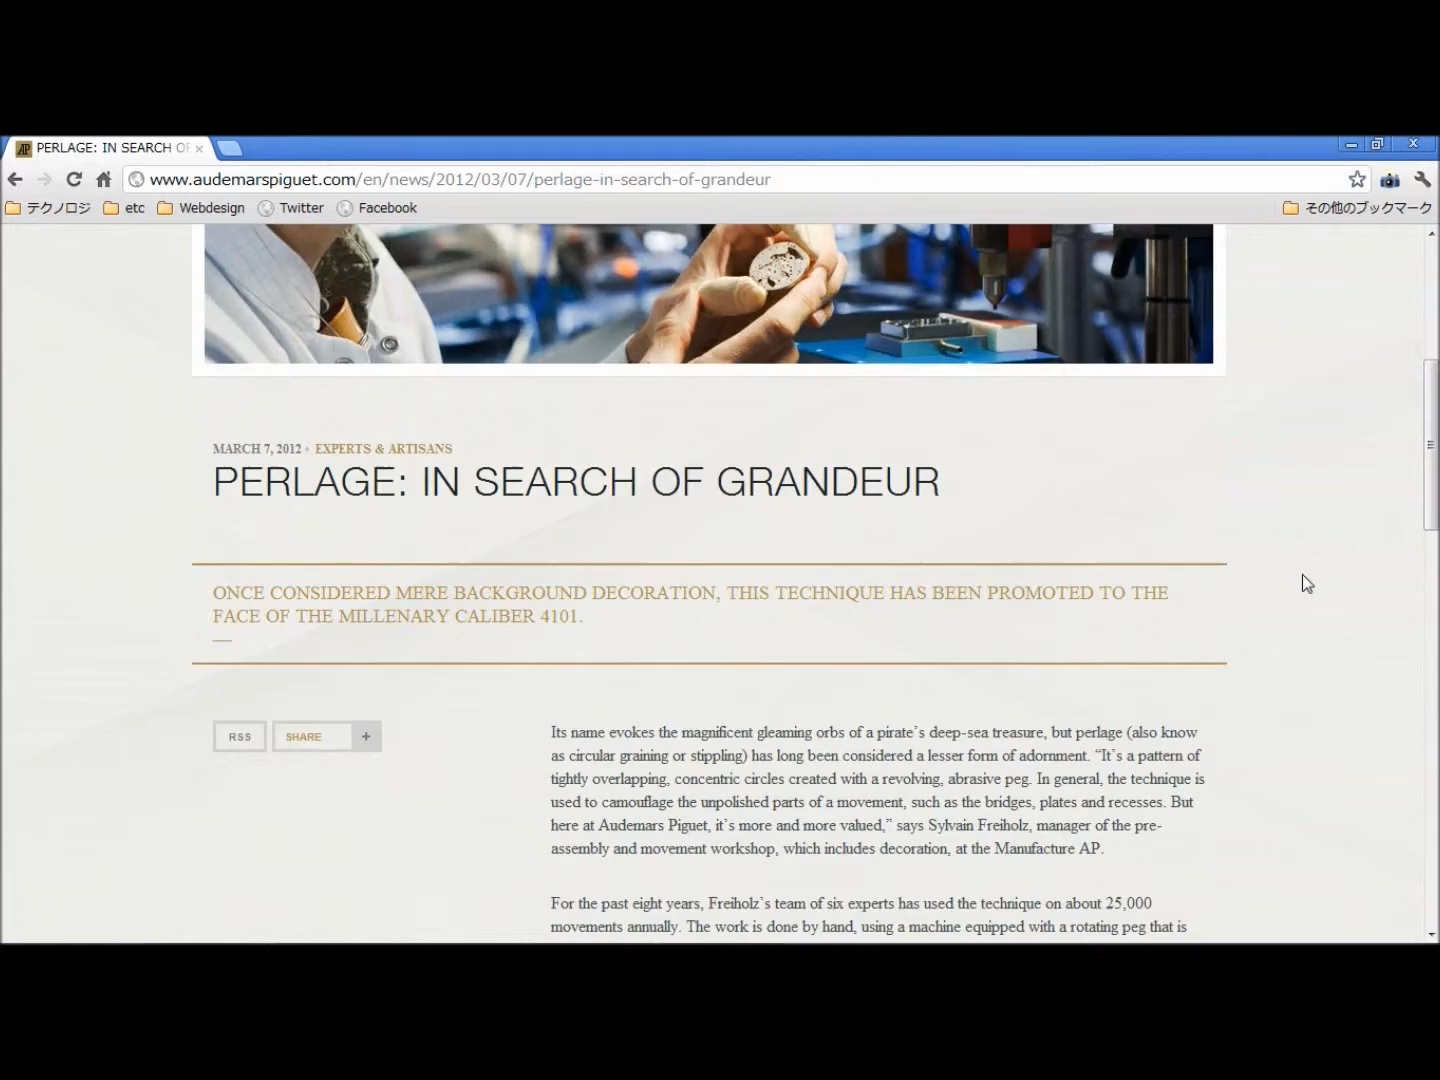 PERLAGE: IN SEARCH OF
www.audemarspiguet.com/en/news/2012/03/07/perlage-in-search-of-grandeur
テクノロジ etc Webdesign Twitter Facebook その他のブックマーク
MARCH 7, 2012 • EXPERTS & ARTISANS
PERLAGE: IN SEARCH OF GRANDEUR
ONCE CONSIDERED MERE BACKGROUND DECORATION, THIS TECHNIQUE HAS BEEN PROMOTED TO THE
FACE OF THE MILLENARY CALIBER 4101.
—
RSS SHARE +
Its name evokes the magnificent gleaming orbs of a pirate`s deep-sea treasure, but perlage (also know
as circular graining or stippling) has long been considered a lesser form of adornment. “It`s a pattern of
tightly overlapping, concentric circles created with a revolving, abrasive peg. In general, the technique is
used to camouflage the unpolished parts of a movement, such as the bridges, plates and recesses. But
here at Audemars Piguet, it`s more and more valued,” says Sylvain Freiholz, manager of the pre-
assembly and movement workshop, which includes decoration, at the Manufacture AP.
For the past eight years, Freiholz`s team of six experts has used the technique on about 25,000
movements annually. The work is done by hand, using a machine equipped with a rotating peg that is